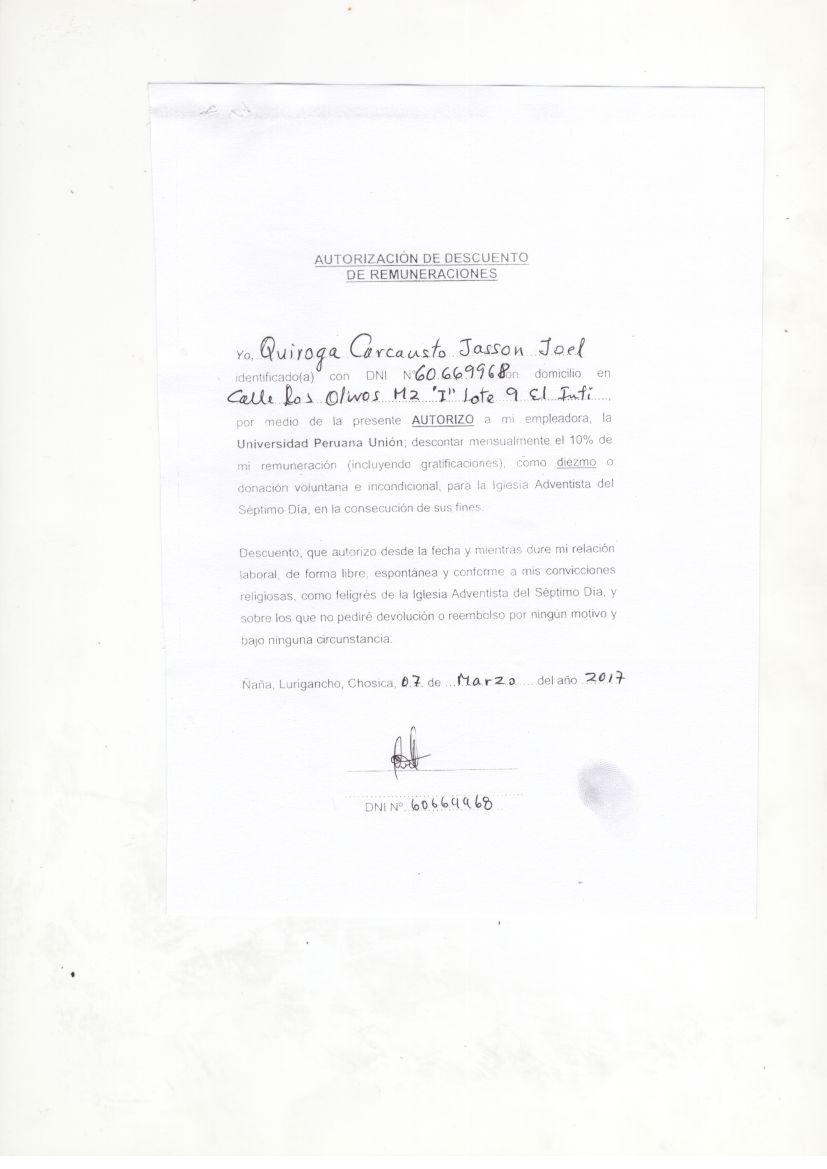 AUTORIZACIÓN DE DESCUENTO
DE REMUNERACIONES
Yo, Quiroga Carcausto Jasson Joel
identificado(a) con DNI N° 60669968 con domicilio en
Calle Los Olivos Mz "I" Lote 9 El Inti ...,
por medio de la presente AUTORIZO a mi empleadora, la
Universidad Peruana Unión; descontar mensualmente el 10% de
mi remuneración (incluyendo gratificaciones), como diezmo o
donación voluntaria e incondicional, para la Iglesia Adventista del
Séptimo Día, en la consecución de sus fines.
Descuento, que autorizo desde la fecha y mientras dure mi relación
laboral, de forma libre, espontánea y conforme a mis convicciones
religiosas, como feligrés de la Iglesia Adventista del Séptimo Día, y
sobre los que no pediré devolución o reembolso por ningún motivo y
bajo ninguna circunstancia.
Ñaña, Lurigancho, Chosica, 07 de ... Marzo .... del año 2017
DNI N°. 60669968